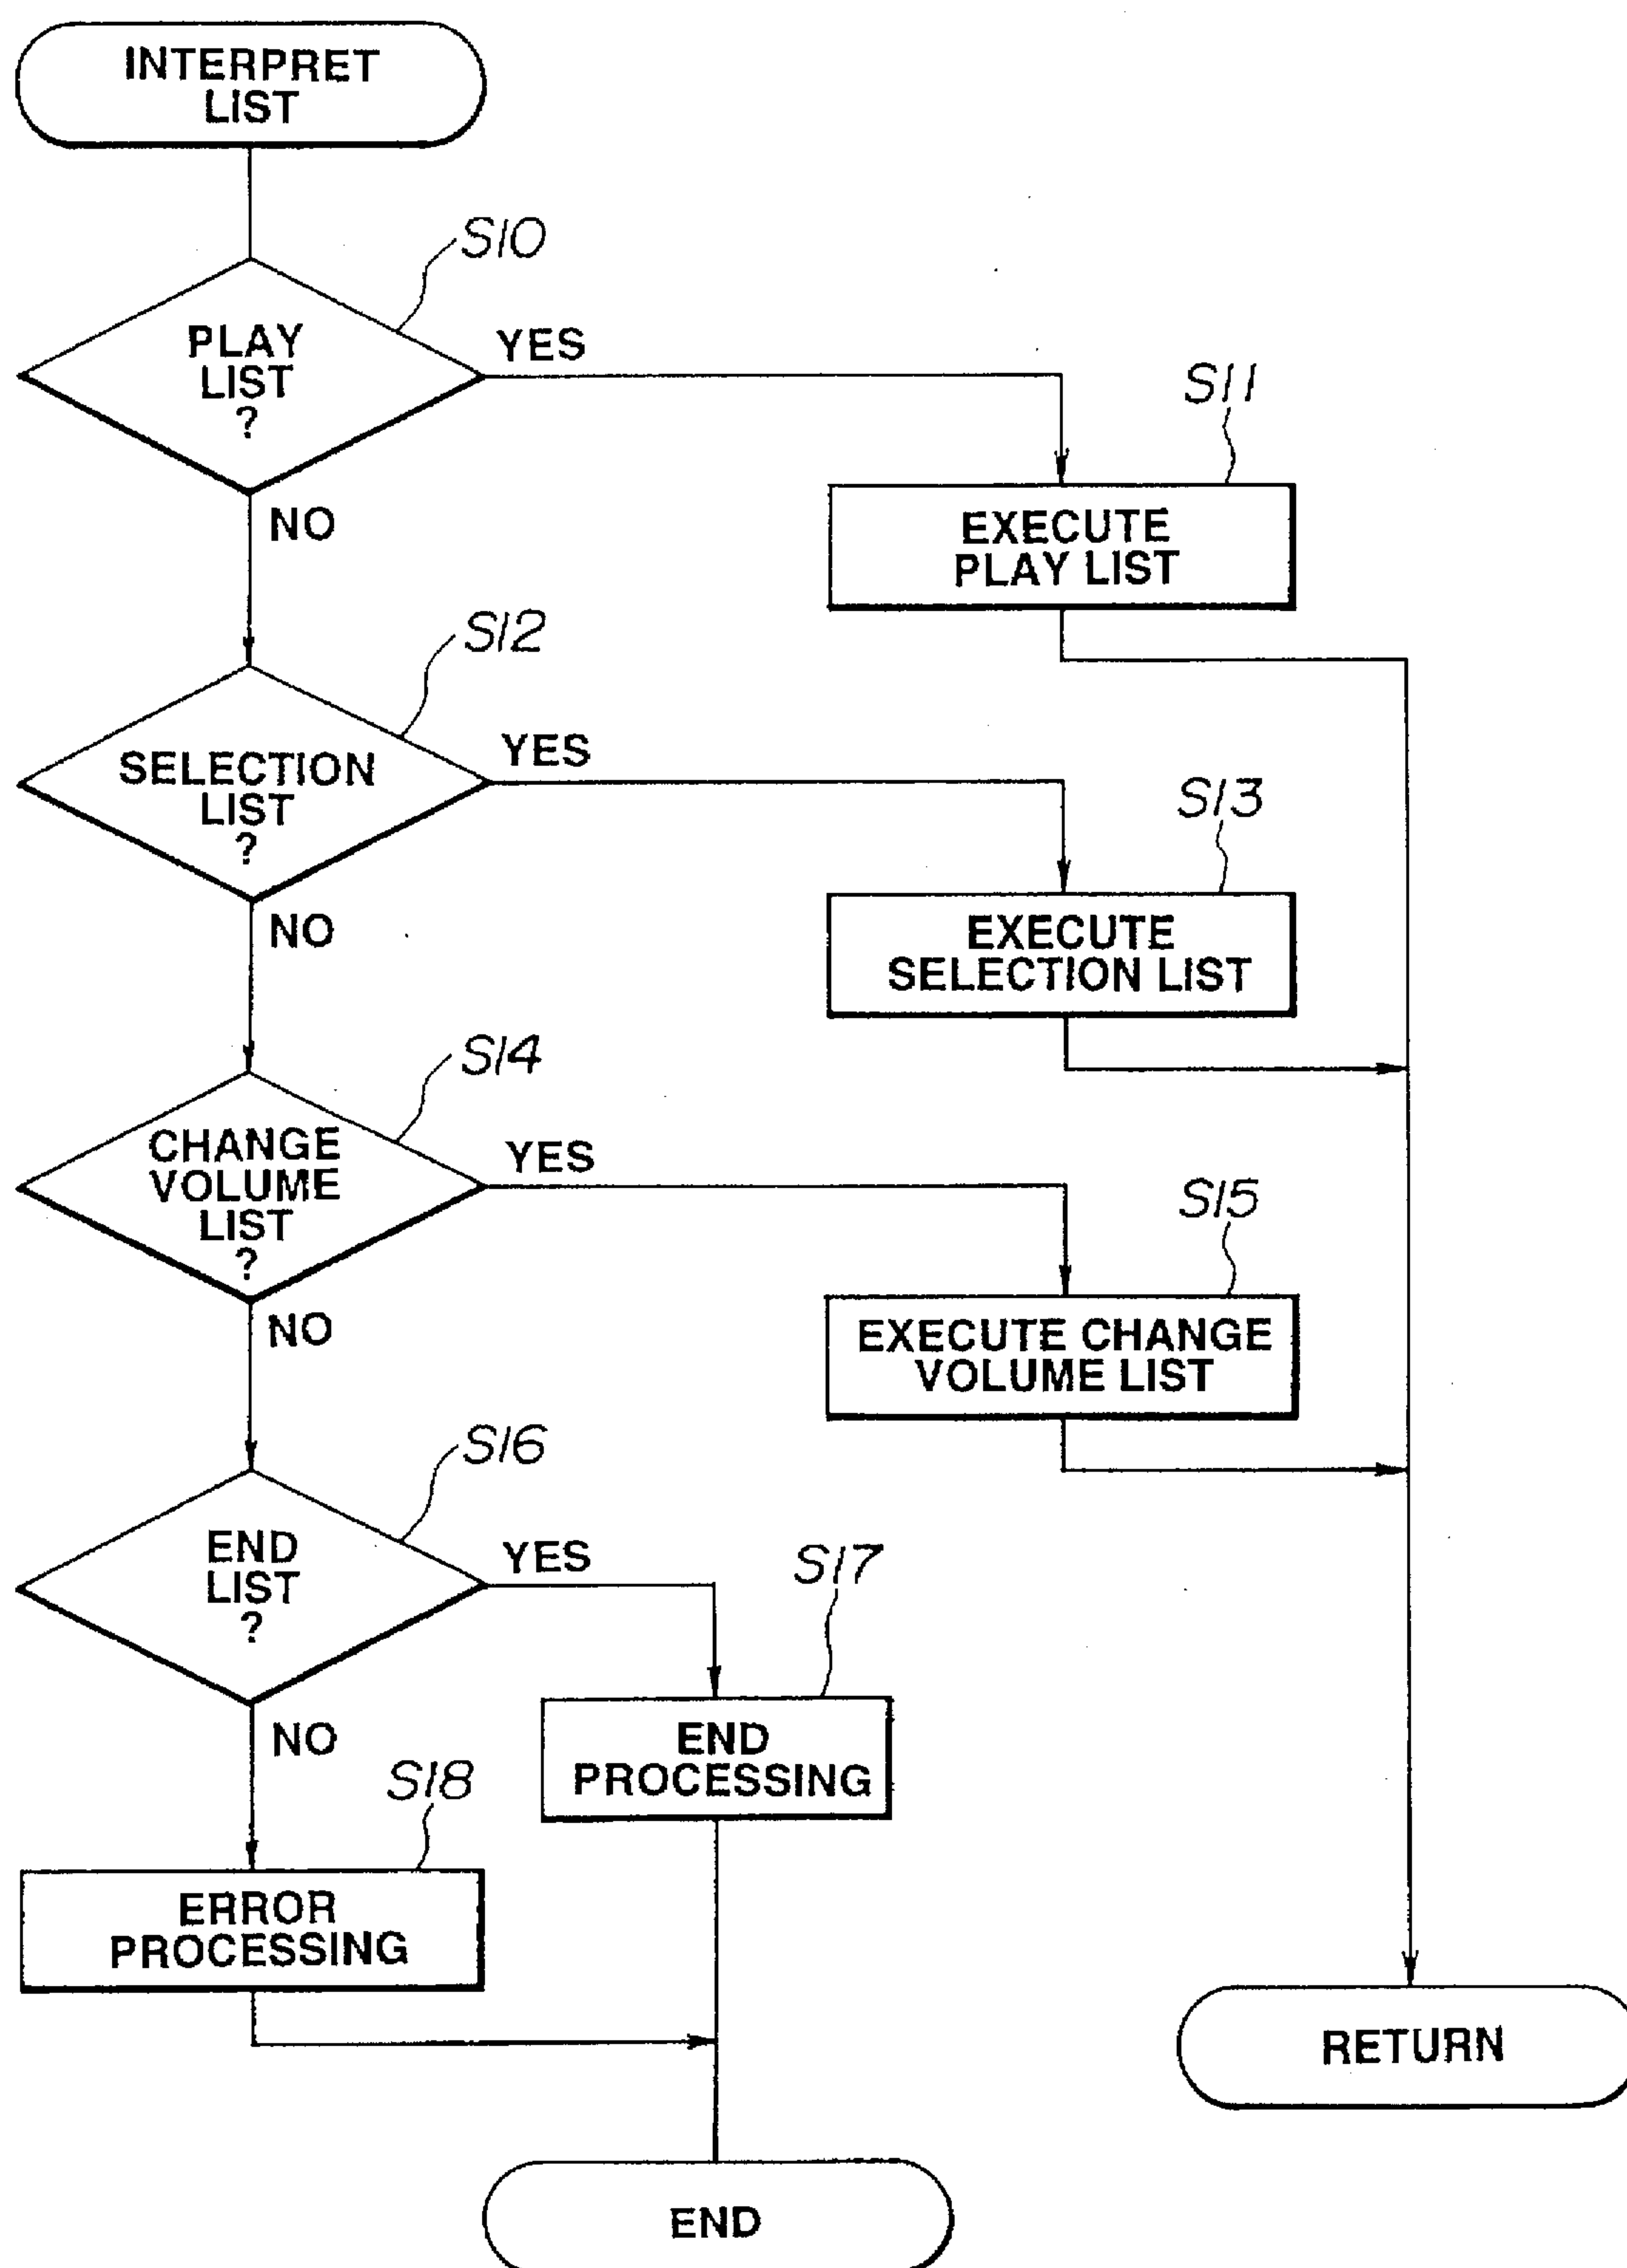 INTERPRET
LIST
S10
PLAY
LIST
?
YES
NO
S11
EXECUTE
PLAY LIST
S12
SELECTION
LIST
?
YES
NO
S13
EXECUTE
SELECTION LIST
S14
CHANGE
VOLUME
LIST
?
YES
NO
S15
EXECUTE CHANGE
VOLUME LIST
S16
END
LIST
?
YES
NO
S17
END
PROCESSING
S18
ERROR
PROCESSING
RETURN
END